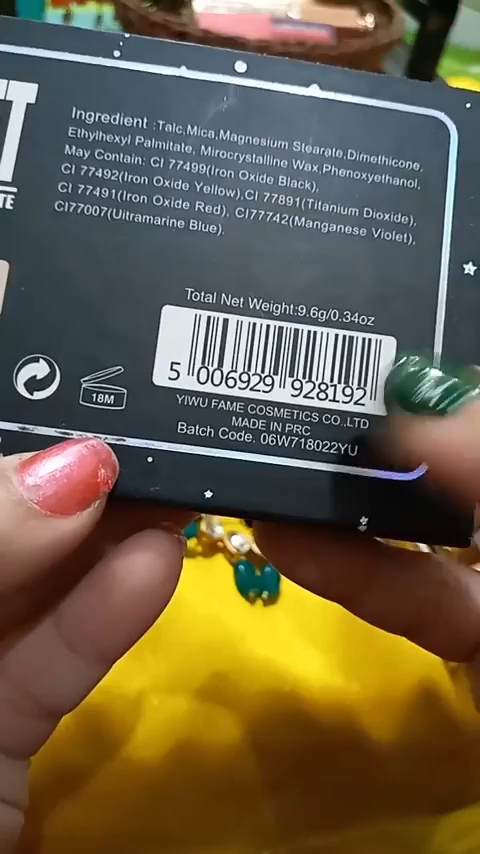 T
TE
Ingredient :Talc,Mica,Magnesium Stearate,Dimethicone,
Ethylhexyl Palmitate, Mirocrystalline Wax,Phenoxyethanol,
May Contain: CI 77499(Iron Oxide Black),
CI 77492(Iron Oxide Yellow),CI 77891(Titanium Dioxide),
CI 77491(Iron Oxide Red), CI77742(Manganese Violet),
CI77007(Uitramarine Blue).
Total Net Weight:9.6g/0.34oz
5 006929 928192
18M
YIWU FAME COSMETICS CO.,LTD
MADE IN PRC
Batch Code. 06W718022YU